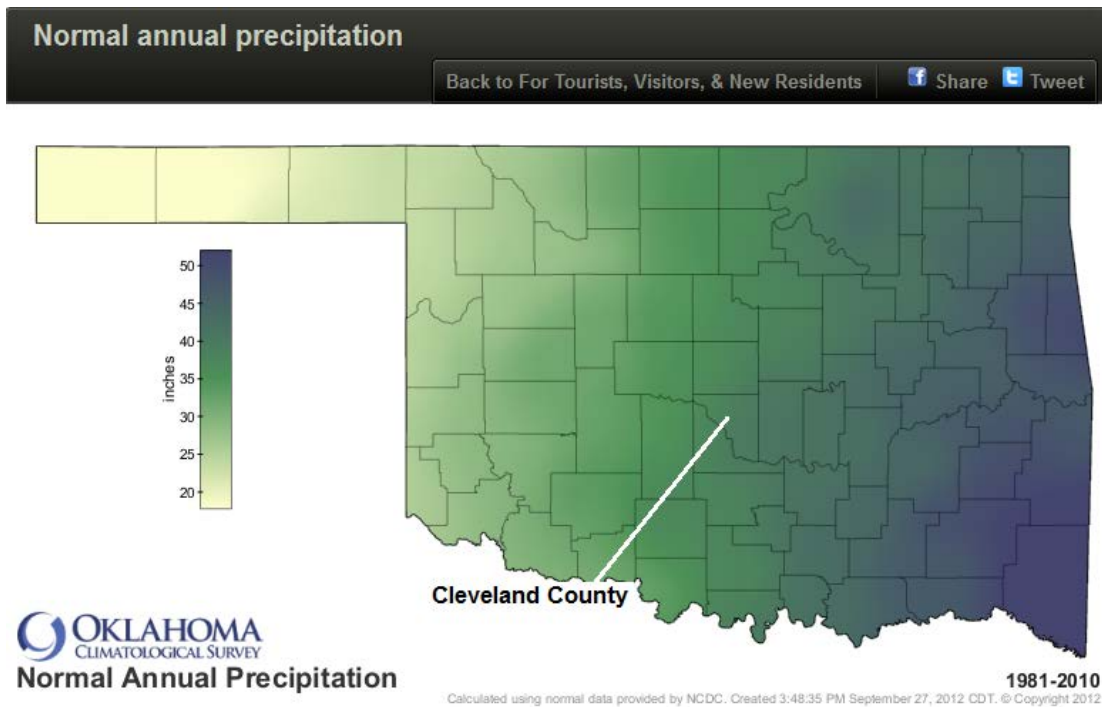 Normal annual precipitation
Back to For Tourists, Visitors, & New Residents
Share
Tweet
50
45
40
35
30
25
20
inches
Cleveland County
OKLAHOMA
CLIMATOLOGICAL SURVEY
Normal Annual Precipitation
1981-2010
Calculated using normal data provided by NCDC. Created 3:48:35 PM September 27, 2012 CDT. © Copyright 2012